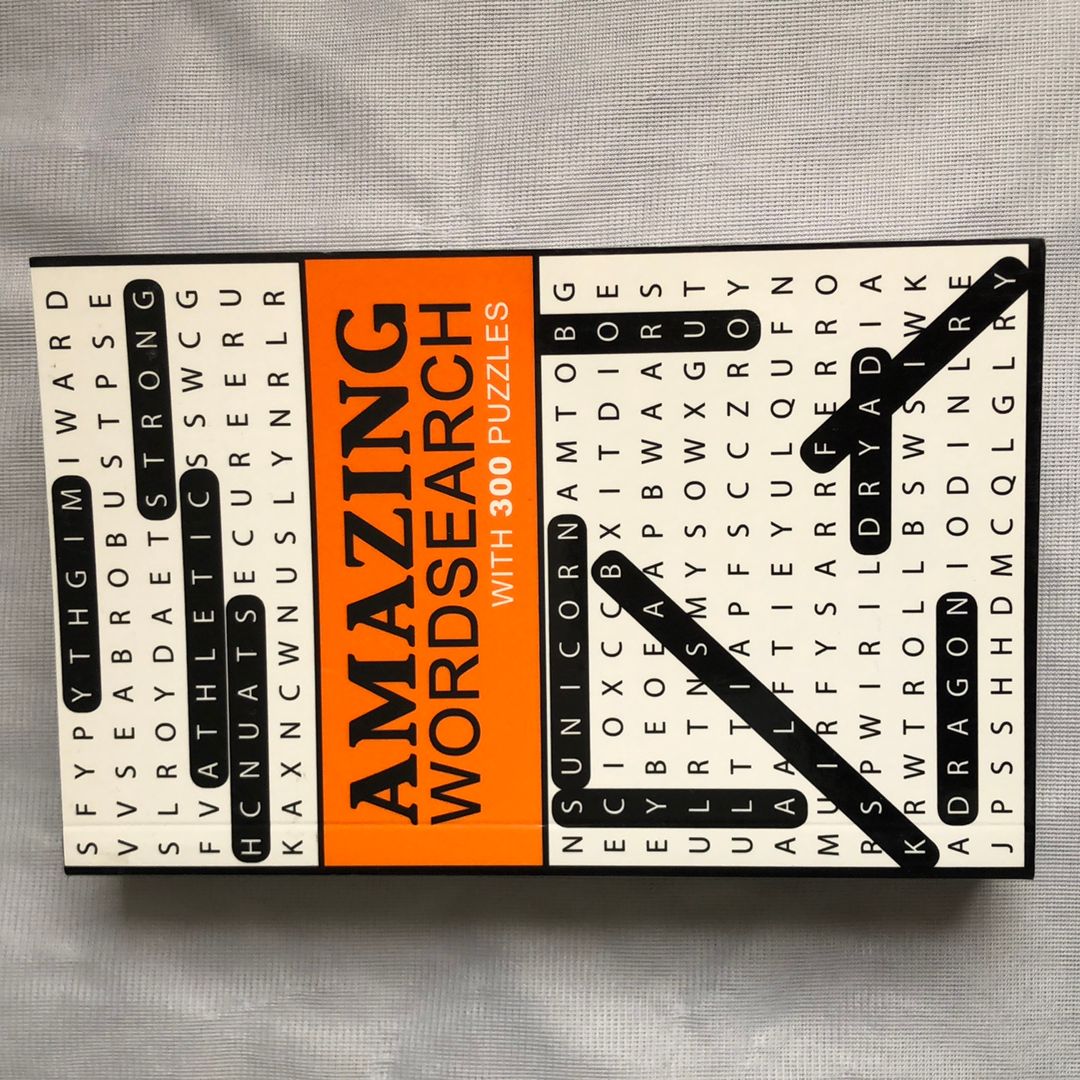 S F Y P Y T H G I M I W A R D
V V S E A B R O B U S T P S E
S L R O Y D A E T S T R O N G
F V A T H L E T I C S S W C G
H C N U A T S E C U R E E R U
K A X N C W N U S L Y N R L R
AMAZING
WORDSEARCH
WITH 300 PUZZLES
N S U N I C O R N A M T O B G
E C I O X C C B X I T D I O E
E Y B E O E A A P B W A A R S
U L R T N S M Y S O W X G U T
U L T T I A P F S C C Z R O Y
A A A L F T I E Y U L Q U F N
M U I R F Y S A R R F E R R O
R S P W I R I L D R Y A D I A
K R W T R O L L B S W S I W K
A D R A G O N I O D I N L R E
J P S S H H D M C Q L G L R Y